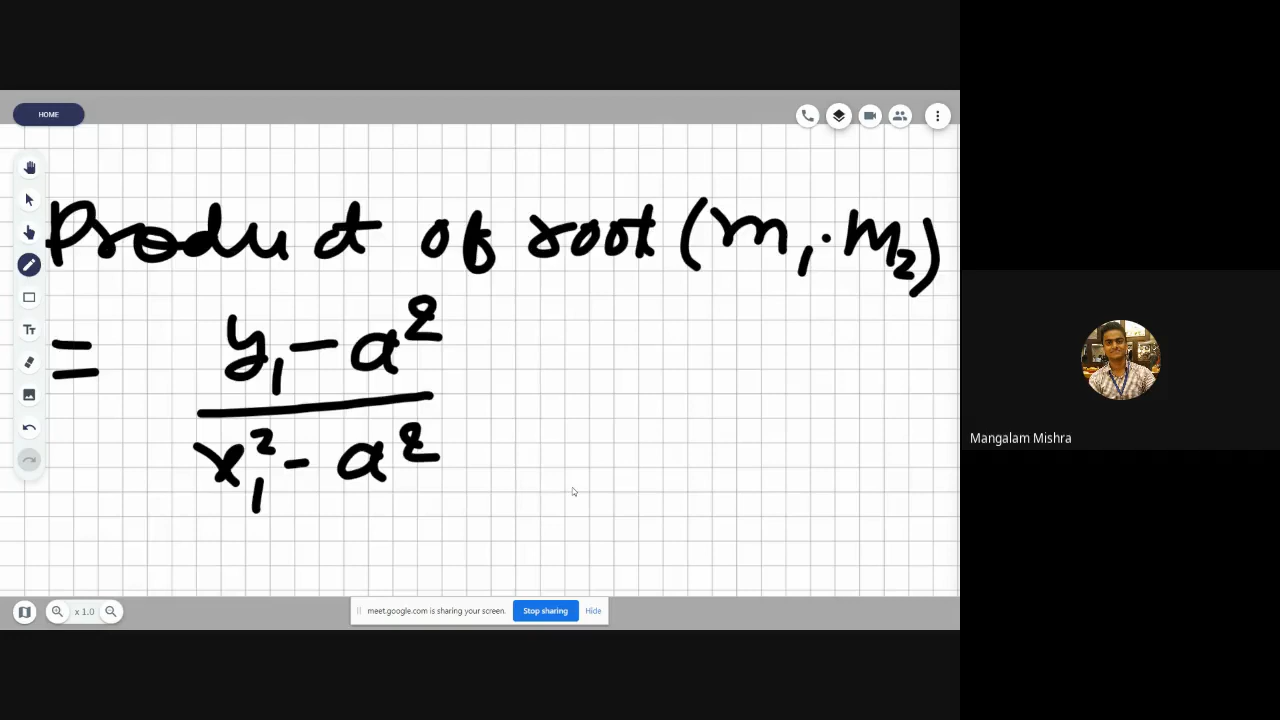 HOME
Product of root (m₁·m₂)
= y₁ - a²
x₁² - a²
Tт
Mangalam Mishra
x 1.0
meet.google.com is sharing your screen. Stop sharing Hide